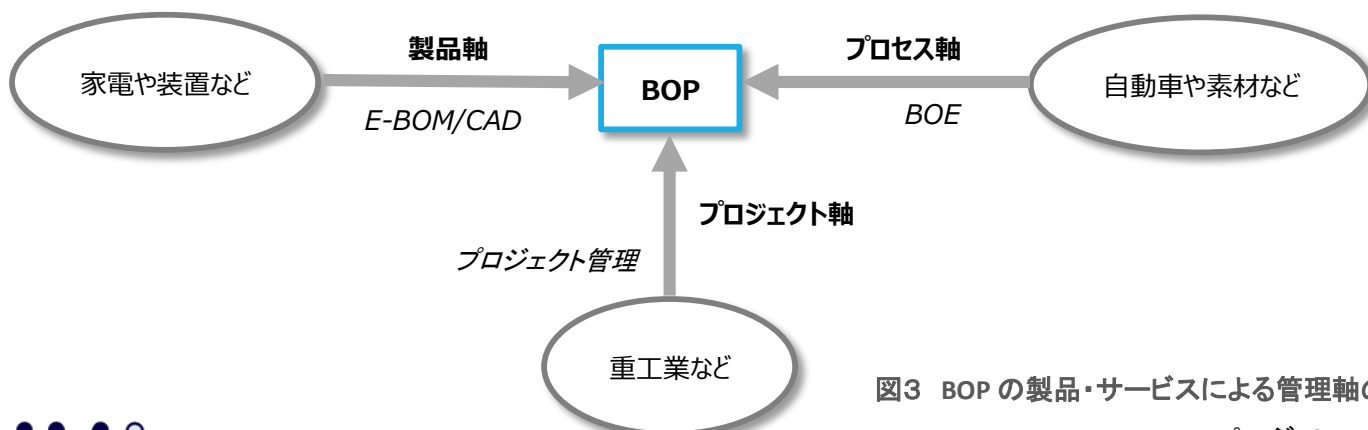 製品軸
プロセス軸
家電や装置など
BOP
自動車や素材など
E-BOM/CAD
BOE
プロジェクト軸
プロジェクト管理
重工業など
図3 BOP の製品・サービスによる管理軸の